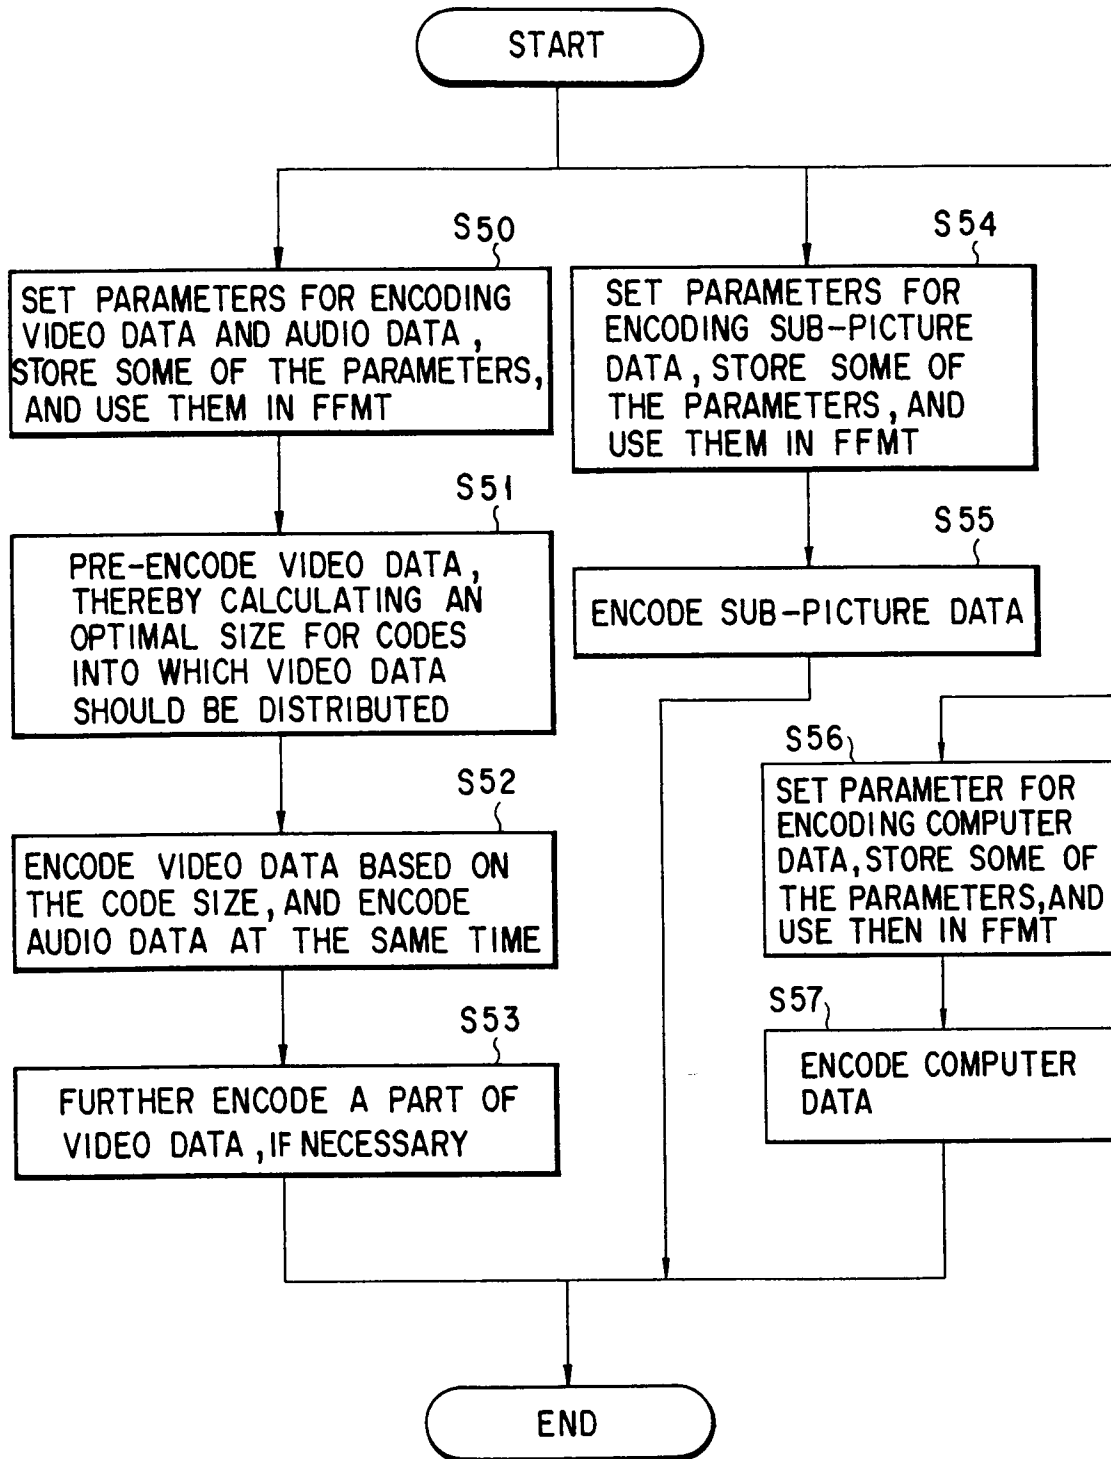 START
S50
SET PARAMETERS FOR ENCODING
VIDEO DATA AND AUDIO DATA,
STORE SOME OF THE PARAMETERS,
AND USE THEM IN FFMT
S51
PRE-ENCODE VIDEO DATA,
THEREBY CALCULATING AN
OPTIMAL SIZE FOR CODES
INTO WHICH VIDEO DATA
SHOULD BE DISTRIBUTED
S52
ENCODE VIDEO DATA BASED ON
THE CODE SIZE, AND ENCODE
AUDIO DATA AT THE SAME TIME
S53
FURTHER ENCODE A PART OF
VIDEO DATA, IF NECESSARY
S54
SET PARAMETERS FOR
ENCODING SUB-PICTURE
DATA, STORE SOME OF
THE PARAMETERS, AND
USE THEM IN FFMT
S55
ENCODE SUB-PICTURE DATA
S56
SET PARAMETER FOR
ENCODING COMPUTER
DATA, STORE SOME OF
THE PARAMETERS, AND
USE THEN IN FFMT
S57
ENCODE COMPUTER
DATA
END